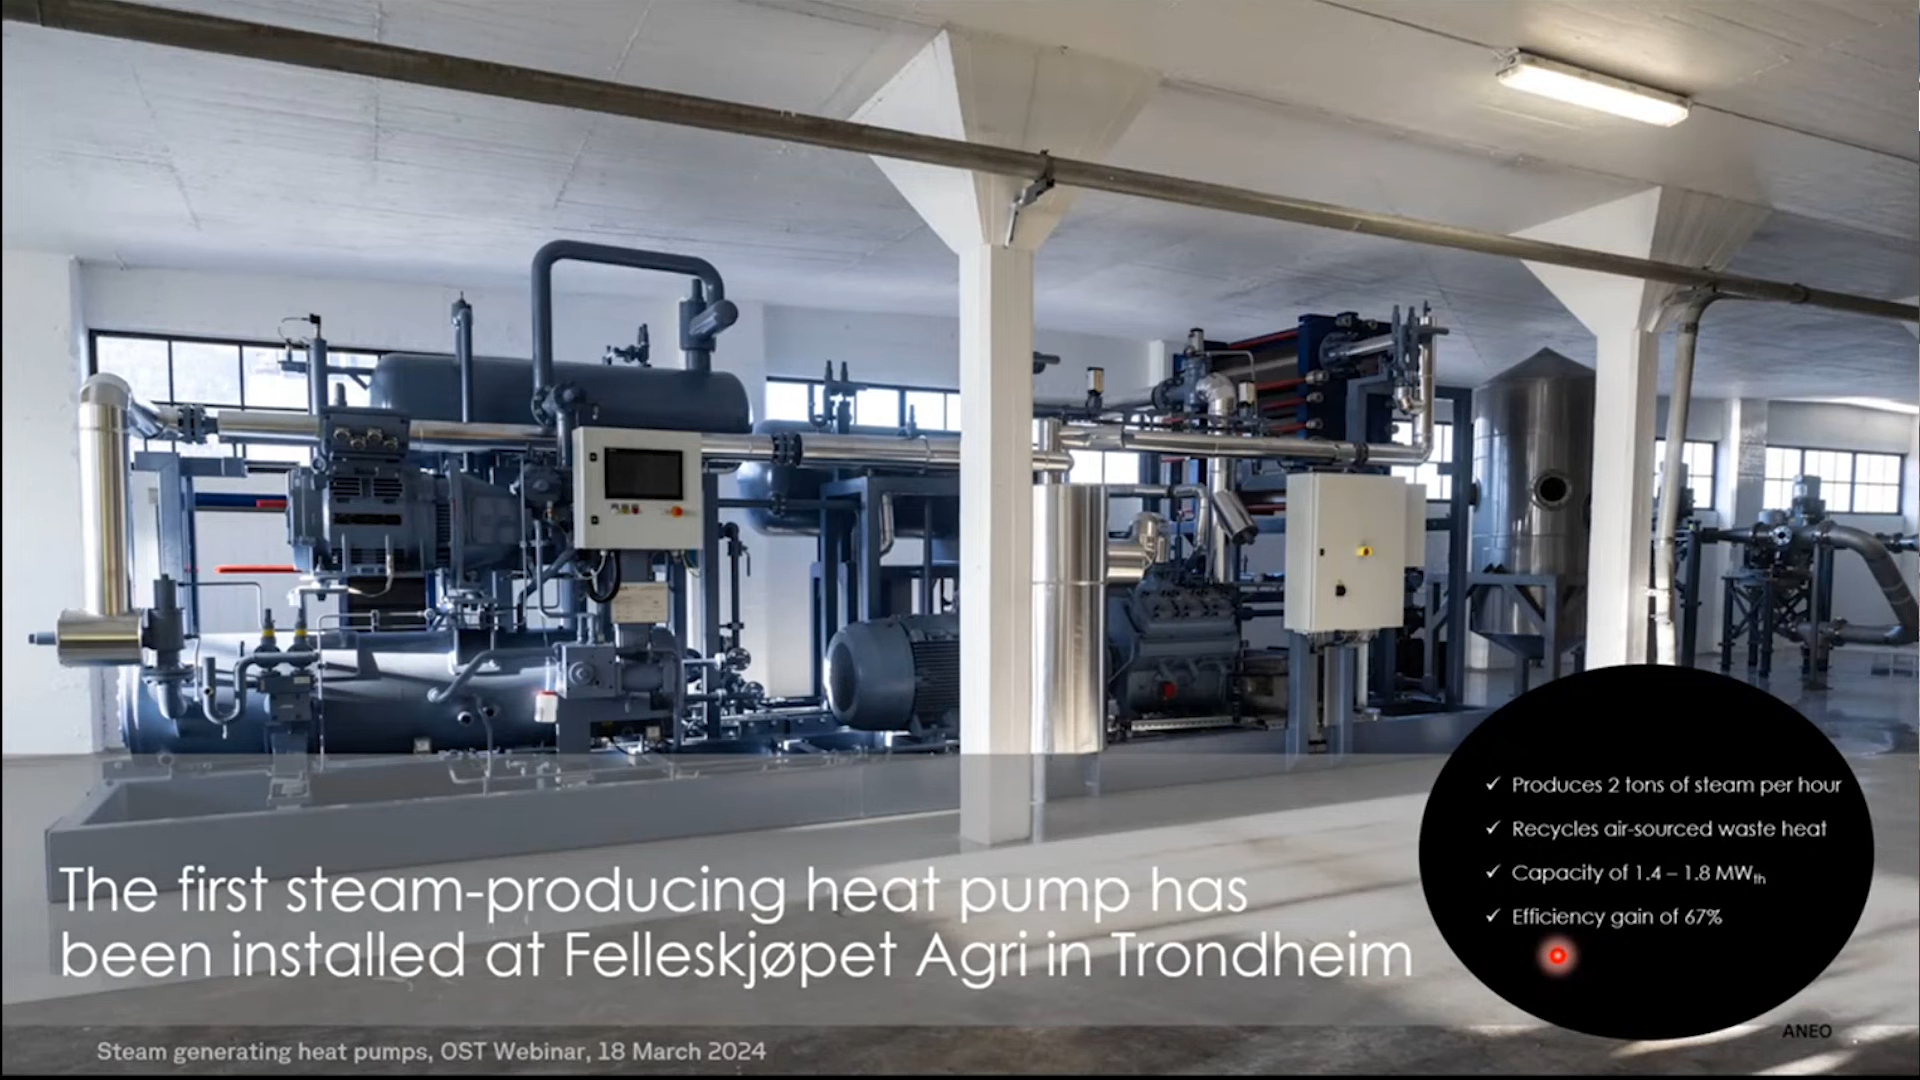 ✓ Produces 2 tons of steam per hour
✓ Recycles air-sourced waste heat
✓ Capacity of 1.4 – 1.8 MWth
✓ Efficiency gain of 67%
The first steam-producing heat pump has
been installed at Felleskjøpet Agri in Trondheim
ANEO
Steam generating heat pumps, OST Webinar, 18 March 2024